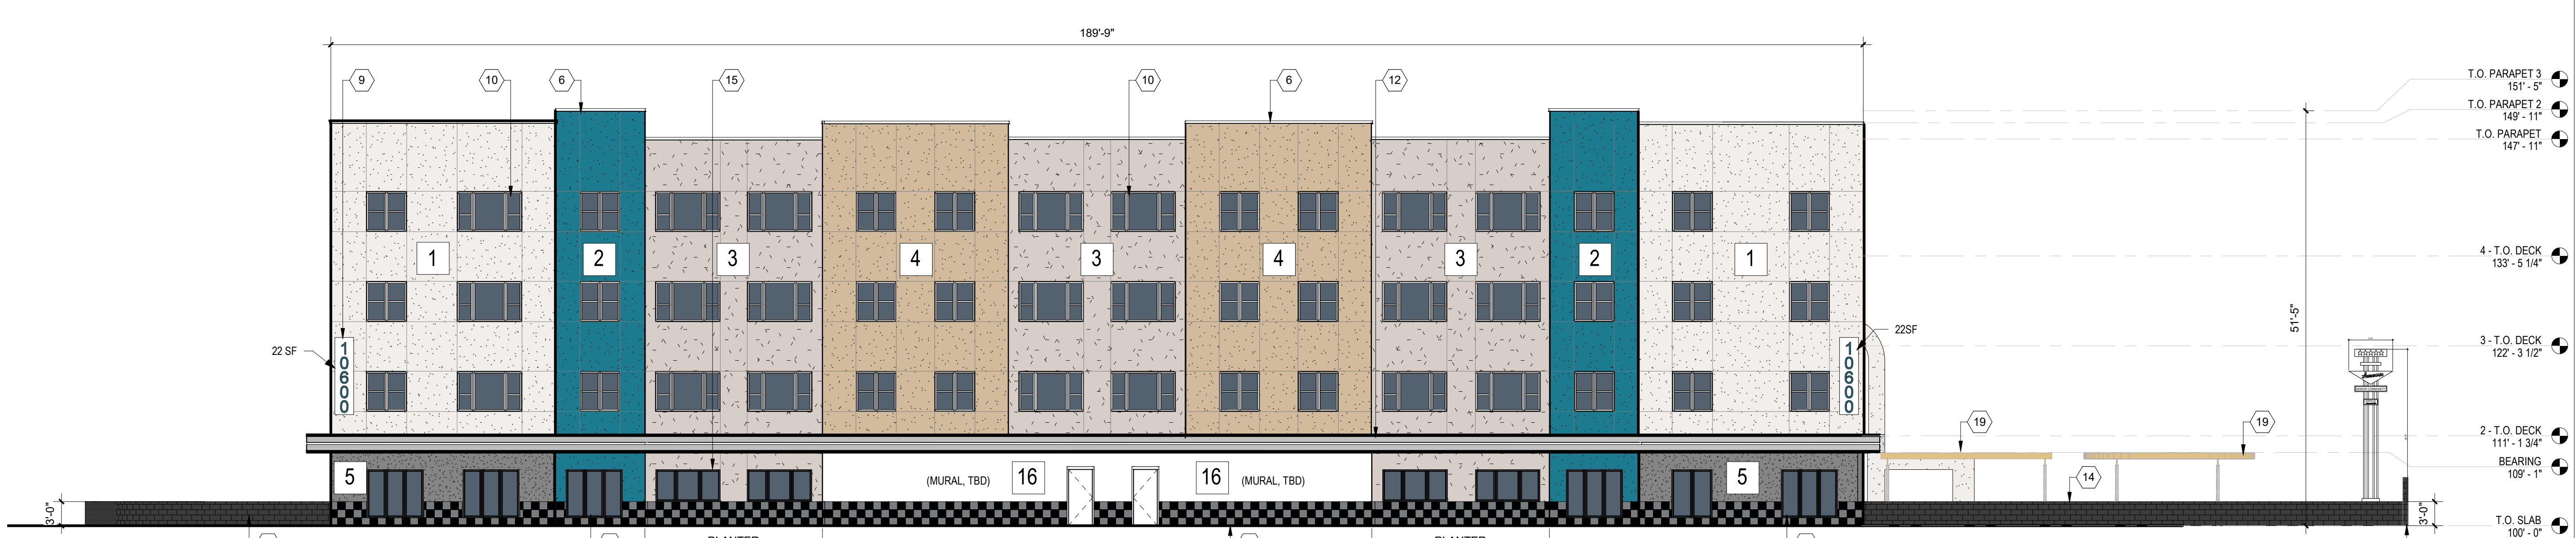 189'-9"
9
10
6
15
10
6
12
T.O. PARAPET 3
151' - 5"
T.O. PARAPET 2
149' - 11"
T.O. PARAPET
147' - 11"
1
2
3
4
3
4
3
2
1
4 - T.O. DECK
133' - 5 1/4"
51'-5"
22 SF
10600
22SF
10600
3 - T.O. DECK
122' - 3 1/2"
19
19
2 - T.O. DECK
111' - 1 3/4"
BEARING
109' - 1"
5
(MURAL, TBD)
16
16
(MURAL, TBD)
5
14
3'-0"
3'-0"
T.O. SLAB
100' - 0"